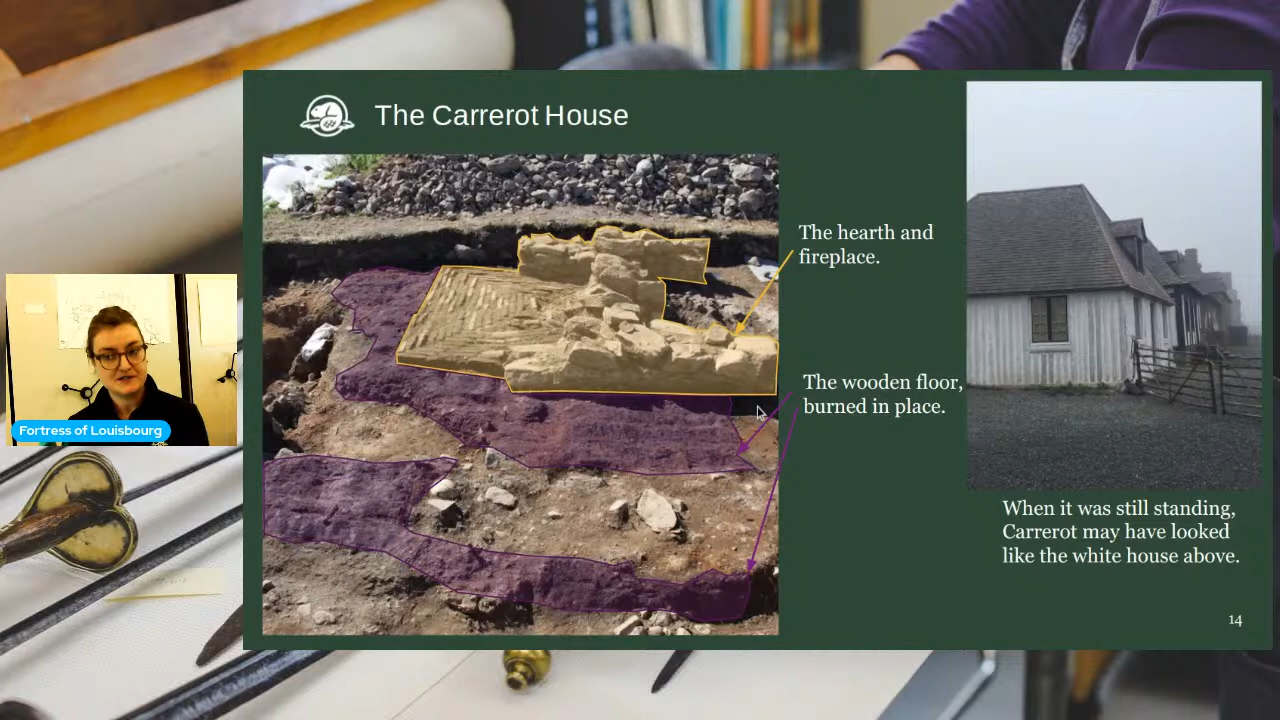 The Carrerot House
The hearth and
fireplace.
The wooden floor,
burned in place.
When it was still standing,
Carrerot may have looked
like the white house above.
14
Fortress of Louisbourg